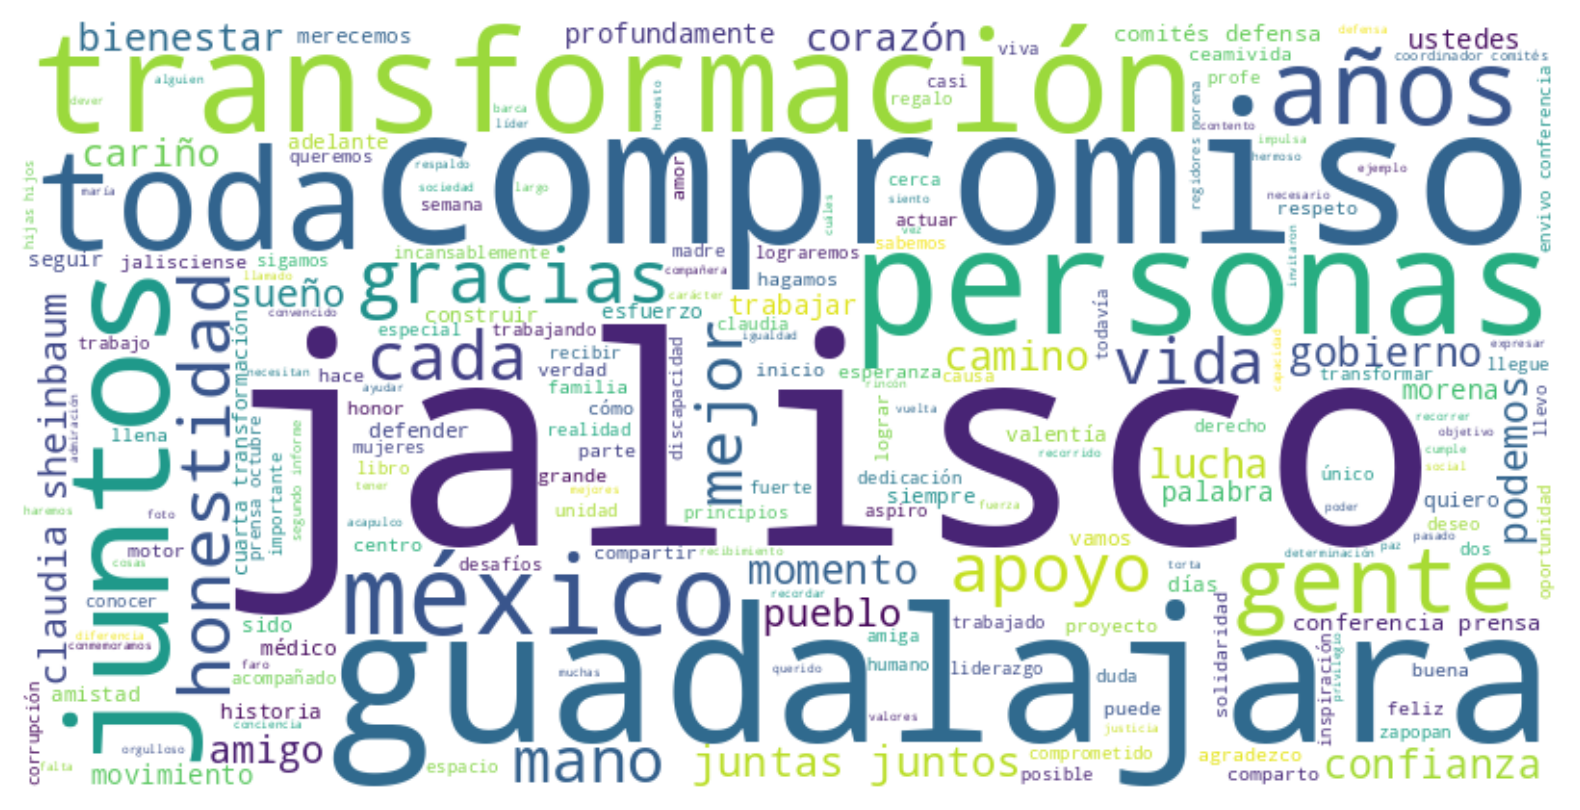 transformación
compromiso
jalisco
guadalajara
personas
toda
juntos
años
gente
méxico
honestidad
gracias
apoyo
vida
cada
mejor
mano
juntas juntos
confianza
claudia sheinbaum
gobierno
podemos
bienestar
merecemos
profundamente
corazón
viva
comités defensa
defensa
ustedes
ceamivida
coordinador comités
alguien
dever
barca
líder
honesto
casi
regalo
profe
contento
impulsa
hermoso
regidores morena
envivo conferencia
cariño
adelante
queremos
respaldo
sociedad
largo
semana
amor
cerca
siento
actuar
cuáles
vez
sabemos
necesario
ejemplo
respeto
invitaron
hijas hijos
maría
seguir
jalisciense
sigamos
incansablemente
madre
compañera
lograremos
hagamos
llamado
sueño
convencido
construir
carácter
esfuerzo
trabajar
todavía
trabajo
cuarta transformación
prensa octubre
segundo informe
importante
necesitan
especial
trabajando
claudia
igualdad
camino
capacidad
expresar
llegue
transformar
hace
recibir
verdad
ayudar
familia
discapacidad
inicio
esperanza
causa
rincón
morena
honor
defender
cómo
vuelta
lograr
valentía
derecho
recorrer
objetivo
llevo
admiración
llena
mujeres
realidad
parte
recorrido
cumple
social
libro
tener
grande
mejores
unidad
fuerte
dedicación
siempre
fuerza
lucha
palabra
único
quiero
poder
haremos
foto
motor
cosas
acapulco
centro
principios
aspiro
deseo
pasado
oportunidad
desafíos
compartir
recibimiento
vamos
determinación
paz
dos
conocer
momento
recordar
torta
días
sido
pueblo
solidaridad
conferencia prensa
diferencia
conmemoramos
médico
faro
acompañado
amiga
humano
querido
muchas
trabajado
proyecto
liderazgo
duda
inspiración
privilegio
buena
amistad
corrupción
historia
conciencia
valores
puede
justicia
feliz
zapopan
orgulloso
falta
movimiento
amigo
espacio
comprometido
posible
agradezco
comparto